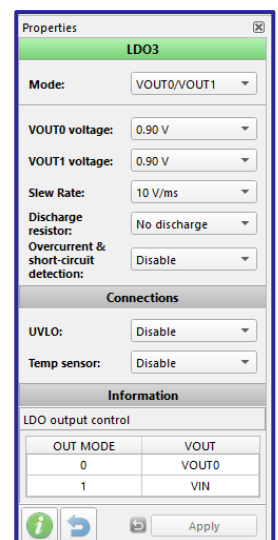 Properties
LDO3
Mode: VOUT0/VOUT1
VOUT0 voltage: 0.90 V
VOUT1 voltage: 0.90 V
Slew Rate: 10 V/ms
Discharge
resistor: No discharge
Overcurrent &
short-circuit
detection: Disable
Connections
UVLO: Disable
Temp sensor: Disable
Information
LDO output control
OUT MODE VOUT
0 VOUT0
1 VIN
Apply